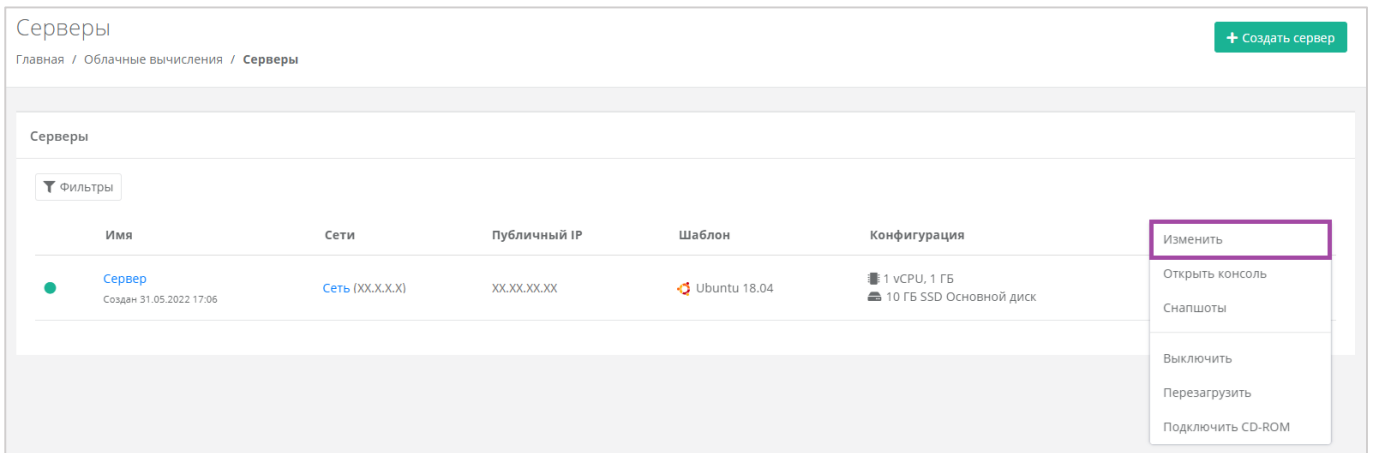 Серверы
+ Создать сервер
Главная / Облачные вычисления / Серверы
Серверы
Фильтры
Имя Сети Публичный IP Шаблон Конфигурация
Сервер
Создан 31.05.2022 17:06
Сеть (XX.X.X.X)
XX.XX.XX.XX
Ubuntu 18.04
1 vCPU, 1 ГБ
10 ГБ SSD Основной диск
Изменить
Открыть консоль
Снапшоты
Выключить
Перезагрузить
Подключить CD-ROM